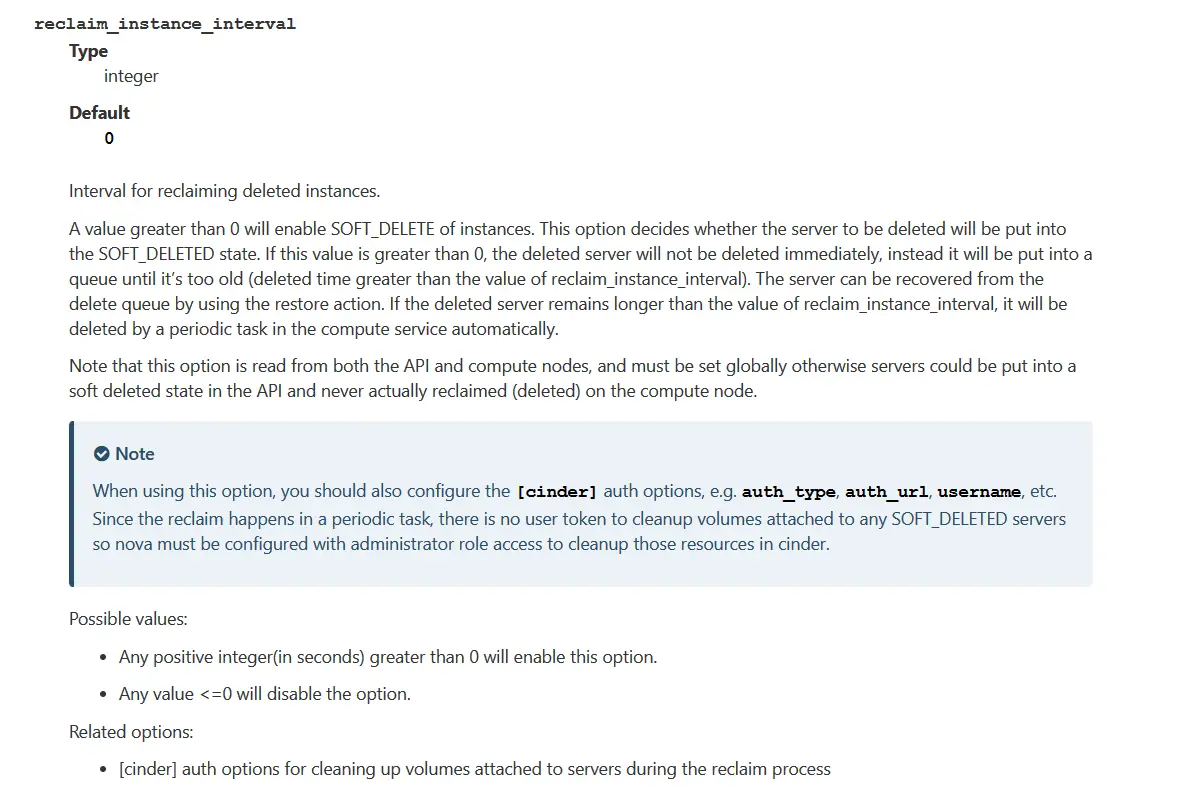 reclaim_instance_interval
Type
integer
Default
0
Interval for reclaiming deleted instances.
A value greater than 0 will enable SOFT_DELETE of instances. This option decides whether the server to be deleted will be put into
the SOFT_DELETED state. If this value is greater than 0, the deleted server will not be deleted immediately, instead it will be put into a
queue until it’s too old (deleted time greater than the value of reclaim_instance_interval). The server can be recovered from the
delete queue by using the restore action. If the deleted server remains longer than the value of reclaim_instance_interval, it will be
deleted by a periodic task in the compute service automatically.
Note that this option is read from both the API and compute nodes, and must be set globally otherwise servers could be put into a
soft deleted state in the API and never actually reclaimed (deleted) on the compute node.
Note
When using this option, you should also configure the [cinder] auth options, e.g. auth_type, auth_url, username, etc.
Since the reclaim happens in a periodic task, there is no user token to cleanup volumes attached to any SOFT_DELETED servers
so nova must be configured with administrator role access to cleanup those resources in cinder.
Possible values:
• Any positive integer(in seconds) greater than 0 will enable this option.
• Any value <=0 will disable the option.
Related options:
• [cinder] auth options for cleaning up volumes attached to servers during the reclaim process